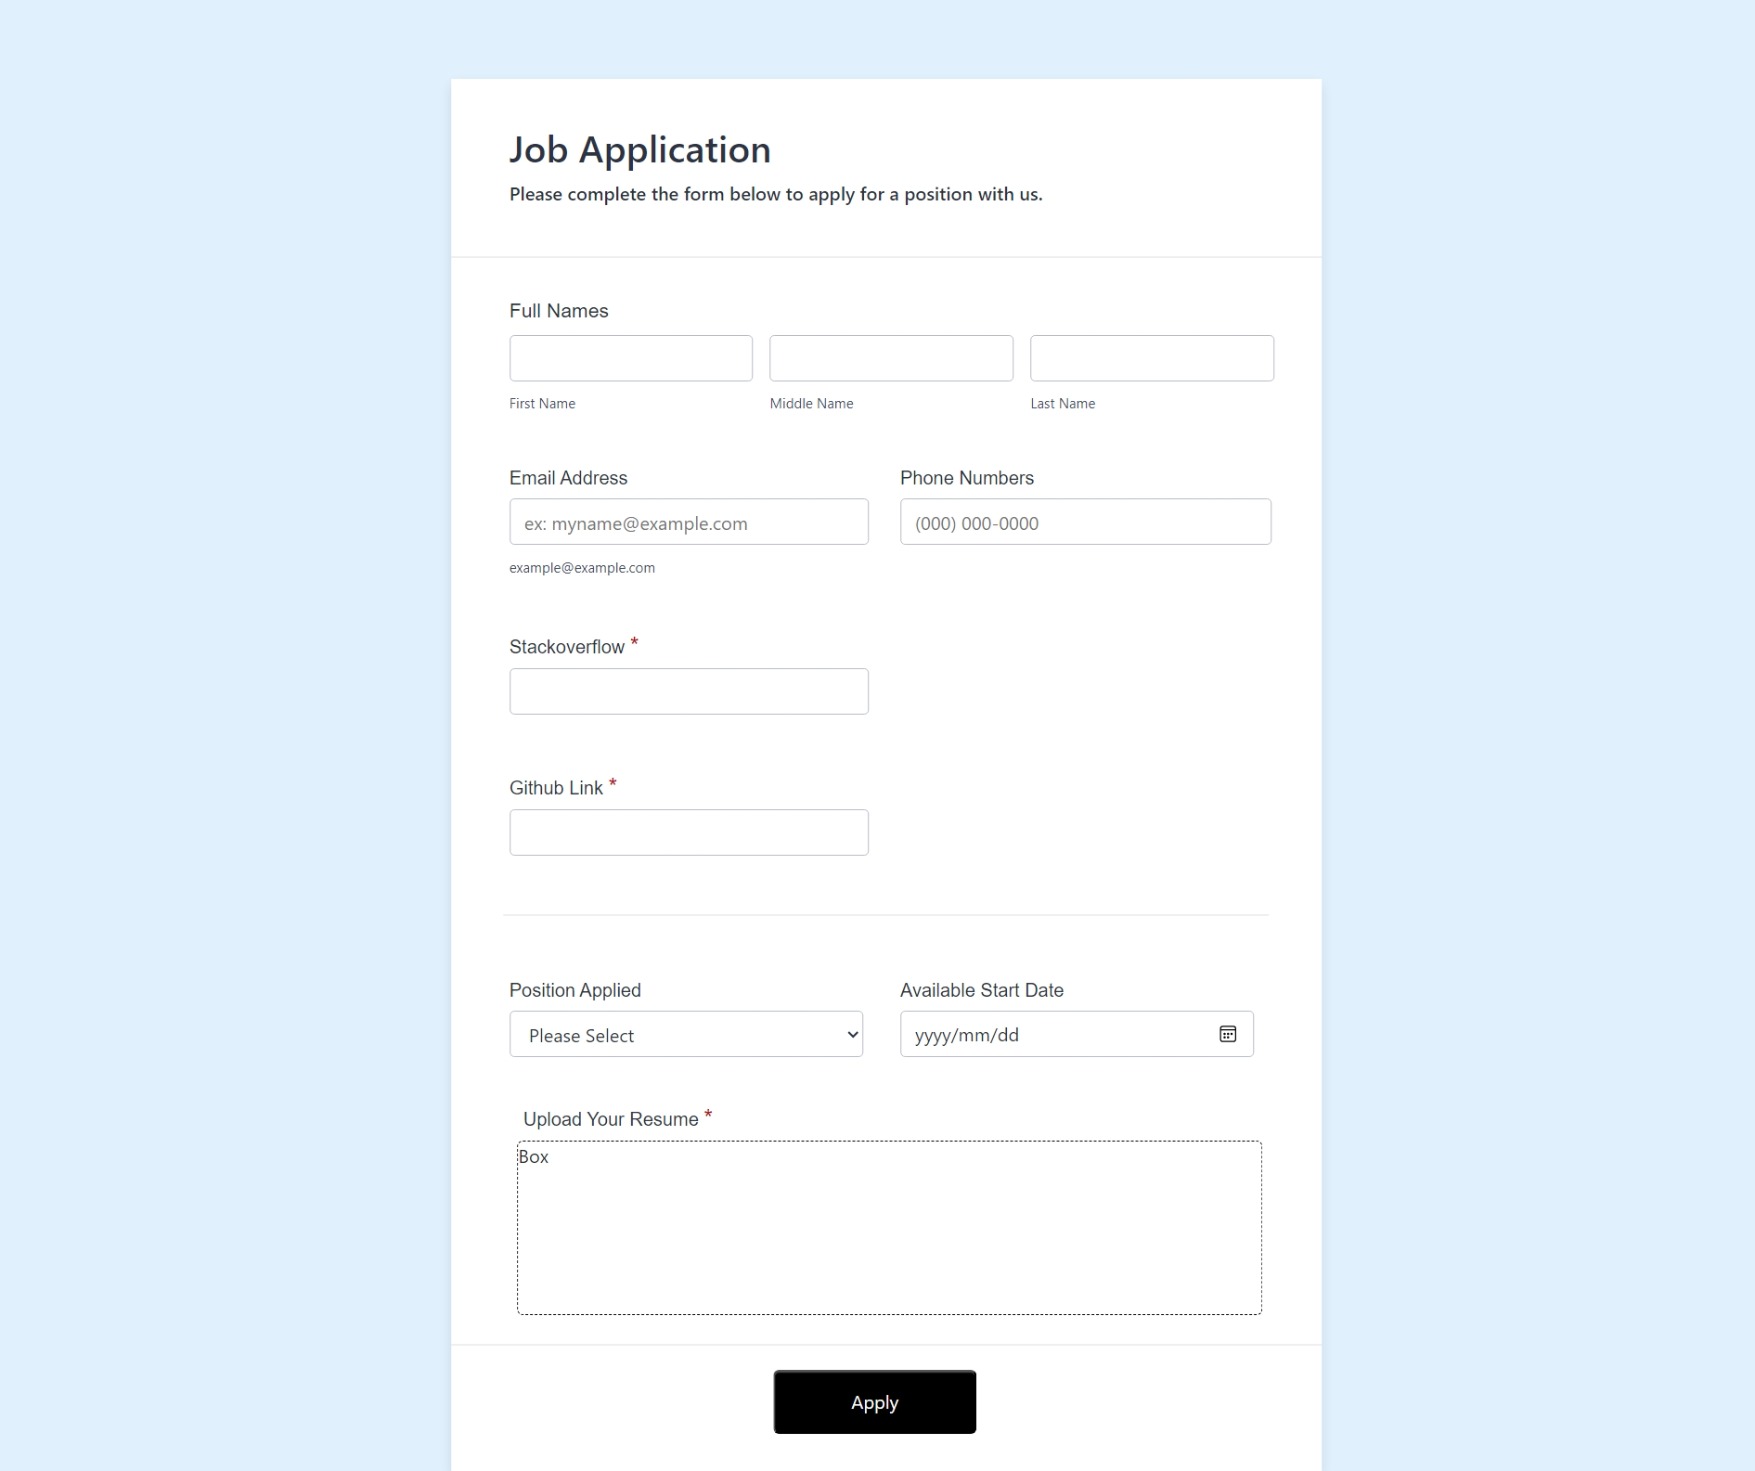 Job Application
Please complete the form below to apply for a position with us.
Full Names
First Name Middle Name Last Name
Email Address Phone Numbers
ex: myname@example.com (000) 000-0000
example@example.com
Stackoverflow *
Github Link *
Position Applied Available Start Date
Please Select yyyy/mm/dd
Upload Your Resume *
Box
Apply